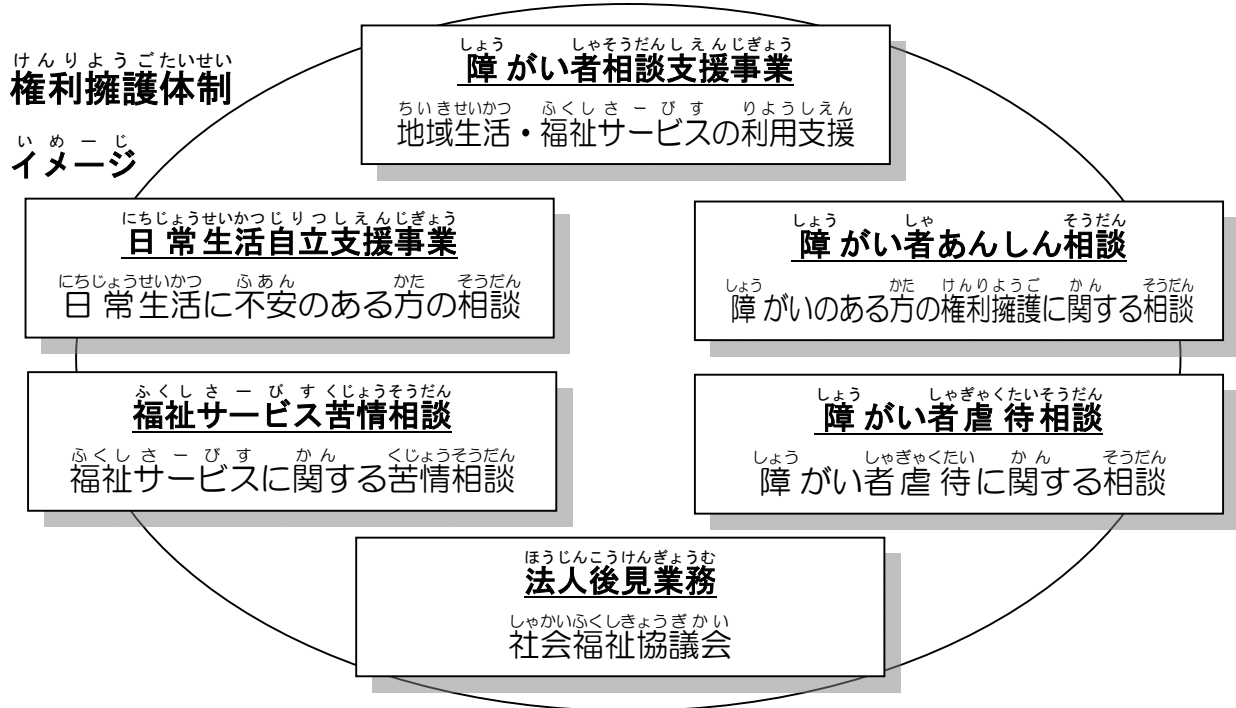 けんりようごたいせい
権利擁護体制
いめーじ
イメージ
しょう しゃそうだんしえんじぎょう
障がい者相談支援事業
ちいきせいかつ ふくしさーびす りようしえん
地域生活・福祉サービスの利用支援
にちじょうせいかつじりつしえんじぎょう
日常生活自立支援事業
にちじょうせいかつ ふあん かた そうだん
日常生活に不安のある方の相談
しょう しゃ そうだん
障がい者あんしん相談
しょう かた けんりようご かん そうだん
障がいのある方の権利擁護に関する相談
ふくしさーびすくじょうそうだん
福祉サービス苦情相談
ふくしさーびす かん くじょうそうだん
福祉サービスに関する苦情相談
しょう しゃぎゃくたいそうだん
障がい者虐待相談
しょう しゃぎゃくたい かん そうだん
障がい者虐待に関する相談
ほうじんこうけんぎょうむ
法人後見業務
しゃかいふくしきょうぎかい
社会福祉協議会